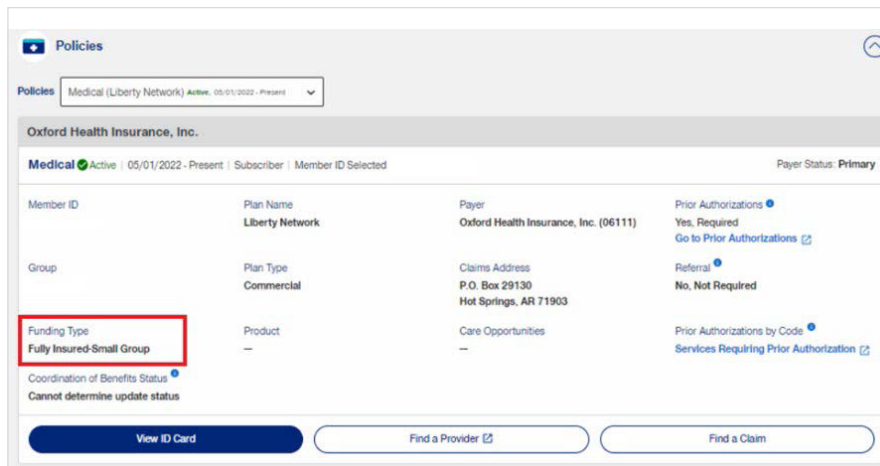 Policies
Policies
Medical (Liberty Network) Active, 05/01/2022 - Present
Oxford Health Insurance, Inc.
Medical Active | 05/01/2022 - Present | Subscriber | Member ID Selected
Payer Status: Primary
Member ID
Plan Name
Payer
Prior Authorizations
Liberty Network
Oxford Health Insurance, Inc. (06111)
Yes, Required
Go to Prior Authorizations
Group
Plan Type
Claims Address
Referral
Commercial
P.O. Box 29130
No, Not Required
Hot Springs, AR 71903
Funding Type
Product
Care Opportunities
Prior Authorizations by Code
Fully Insured-Small Group
—
—
Services Requiring Prior Authorization
Coordination of Benefits Status
Cannot determine update status
View ID Card
Find a Provider
Find a Claim